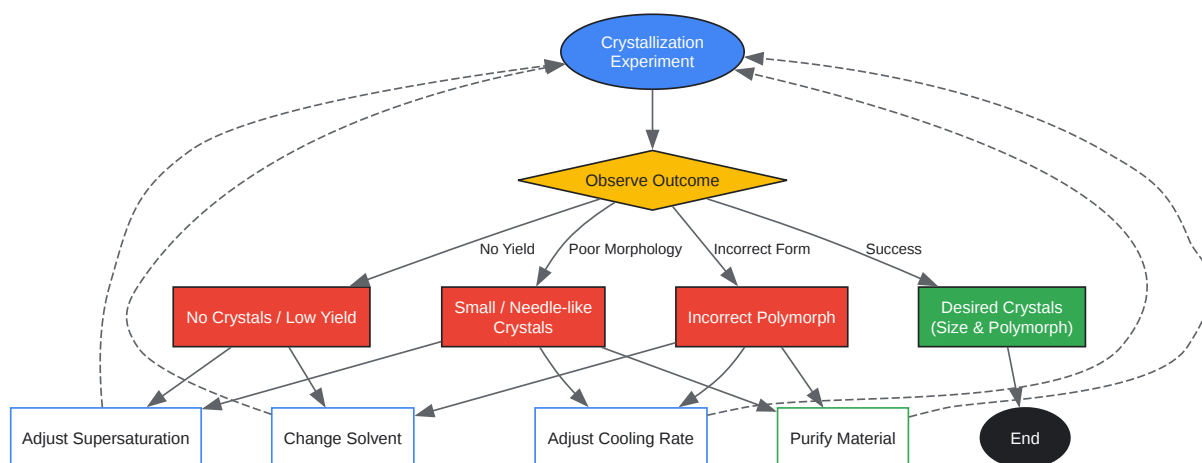 Crystallization
Experiment
Observe Outcome
No Yield
Poor Morphology
Incorrect Form
Success
No Crystals / Low Yield
Small / Needle-like
Crystals
Incorrect Polymorph
Desired Crystals
(Size & Polymorph)
Adjust Supersaturation
Change Solvent
Adjust Cooling Rate
Purify Material
End